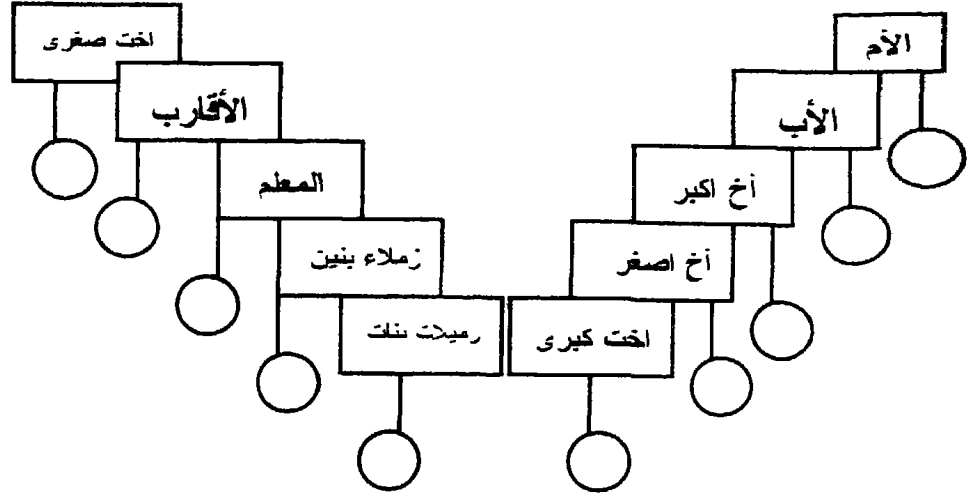 الأم
الأب
أخ اكبر
أخ اصغر
اخت كبرى
اخت صغرى
الأقارب
المعلم
زملاء بنين
زميلات بنات